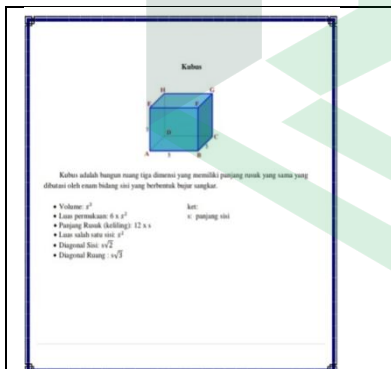 Kubus
H G
E F
D C
s s
A s B
Kubus adalah bangun ruang tiga dimensi yang memiliki panjang rusuk yang sama yang
dibatasi oleh enam bidang sisi yang berbentuk bujur sangkar.
• Volume: s³ ket:
• Luas permukaan: 6 x s² s: panjang sisi
• Panjang Rusuk (keliling): 12 x s
• Luas salah satu sisi: s²
• Diagonal Sisi: s√2
• Diagonal Ruang : s√3